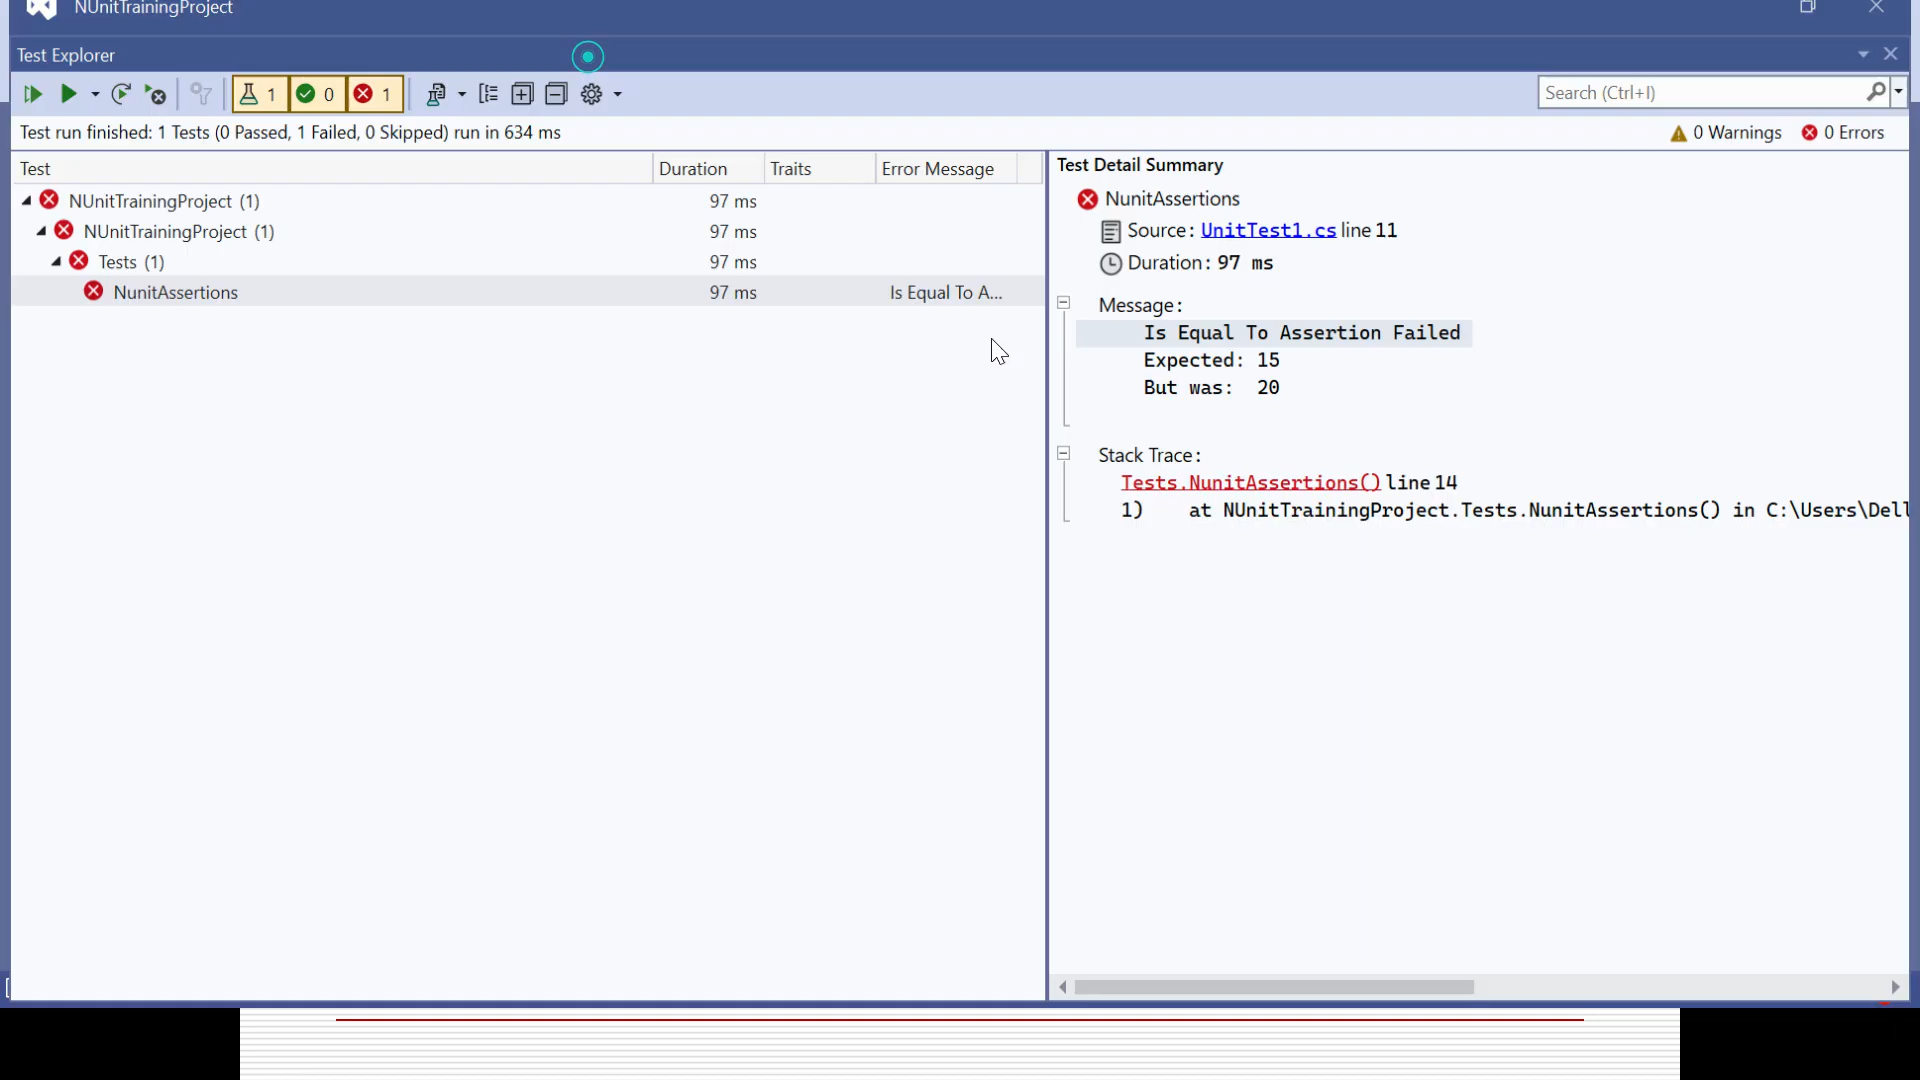 NUnitTrainingProject
Test Explorer
1 0 1
Search (Ctrl+I)
Test run finished: 1 Tests (0 Passed, 1 Failed, 0 Skipped) run in 634 ms
0 Warnings 0 Errors
Test Duration Traits Error Message
NUnitTrainingProject (1) 97 ms
NUnitTrainingProject (1) 97 ms
Tests (1) 97 ms
NunitAssertions 97 ms Is Equal To A...
Test Detail Summary
NunitAssertions
Source: UnitTest1.cs line 11
Duration: 97 ms
Message:
Is Equal To Assertion Failed
Expected: 15
But was: 20
Stack Trace:
Tests.NunitAssertions() line 14
1) at NUnitTrainingProject.Tests.NunitAssertions() in C:\Users\Dell